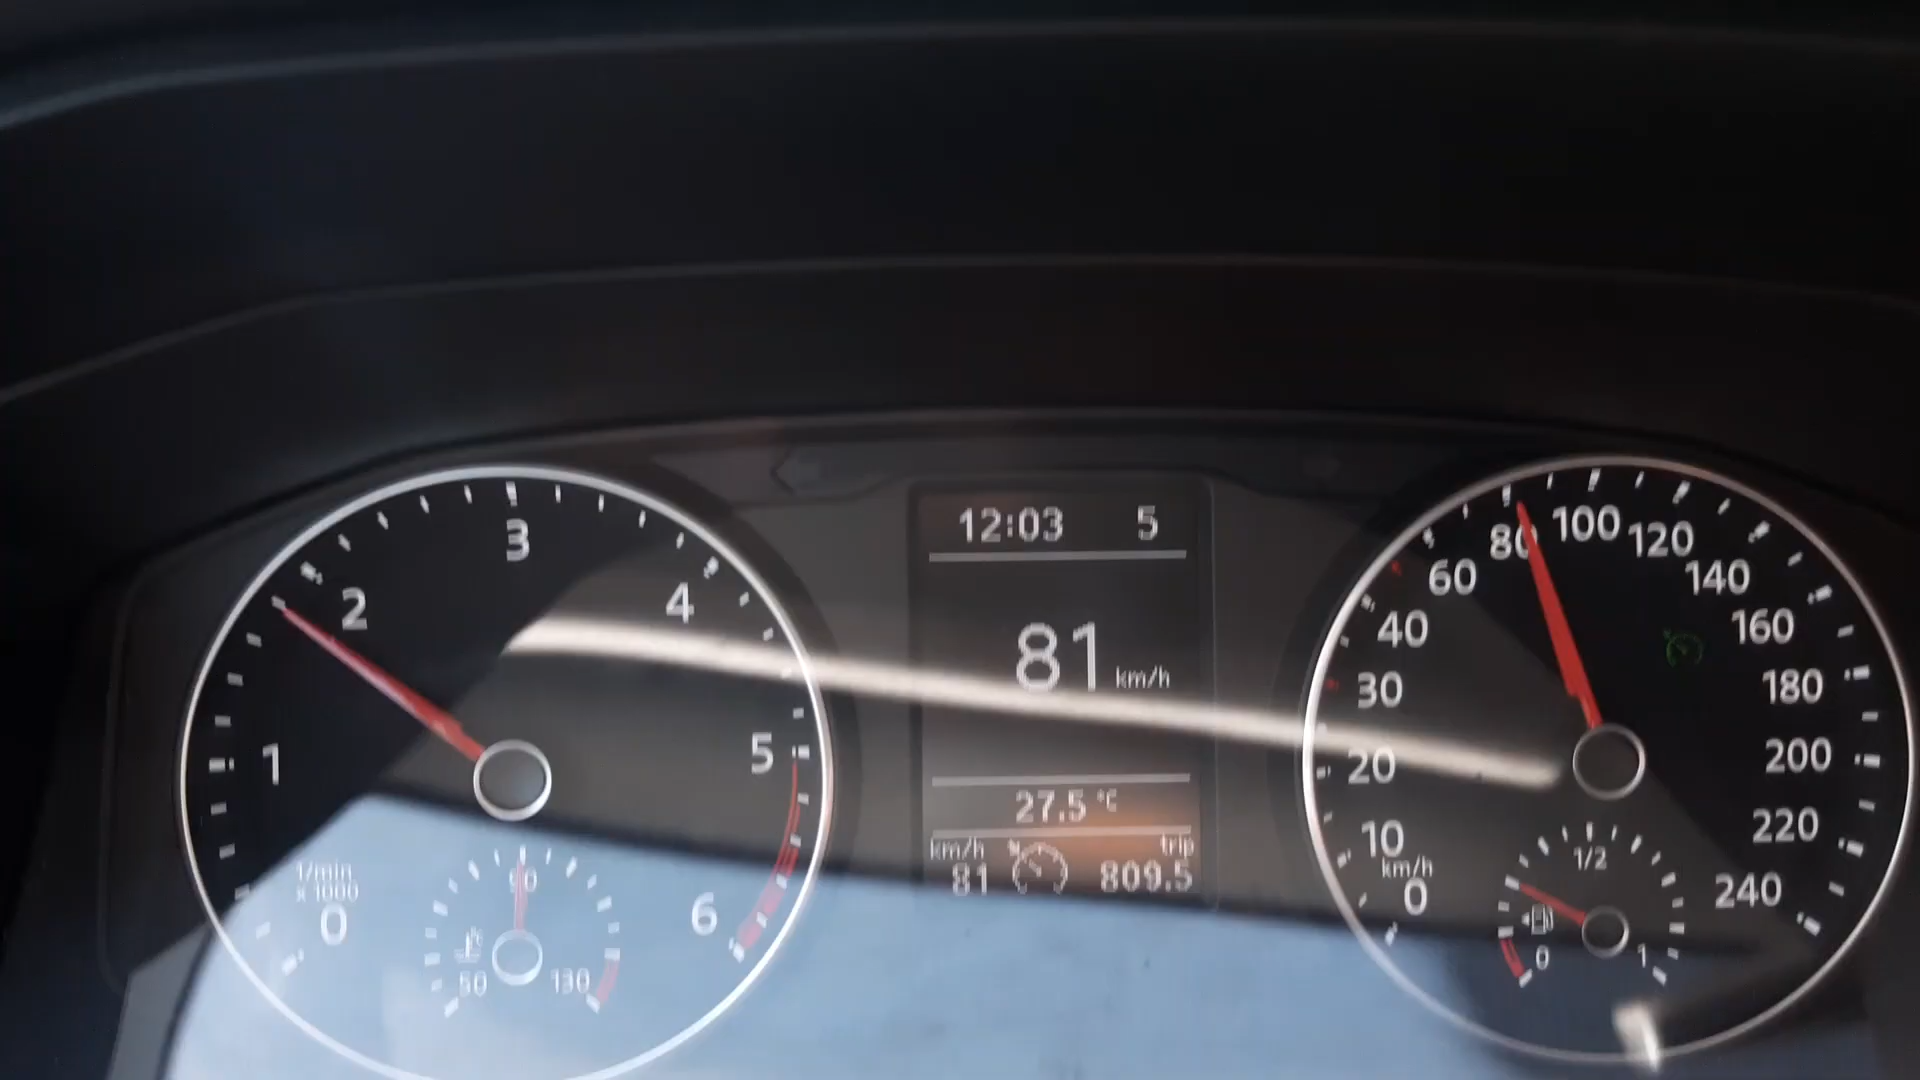 12:03 5
81 km/h
27.5 °C
km/h trip
81 809.5
0 1 2 3 4 5 6
1/min
x 1000
50 90 130
0 10 20 30 40 60 80 100 120 140 160 180 200 220 240
km/h
0 1/2 1